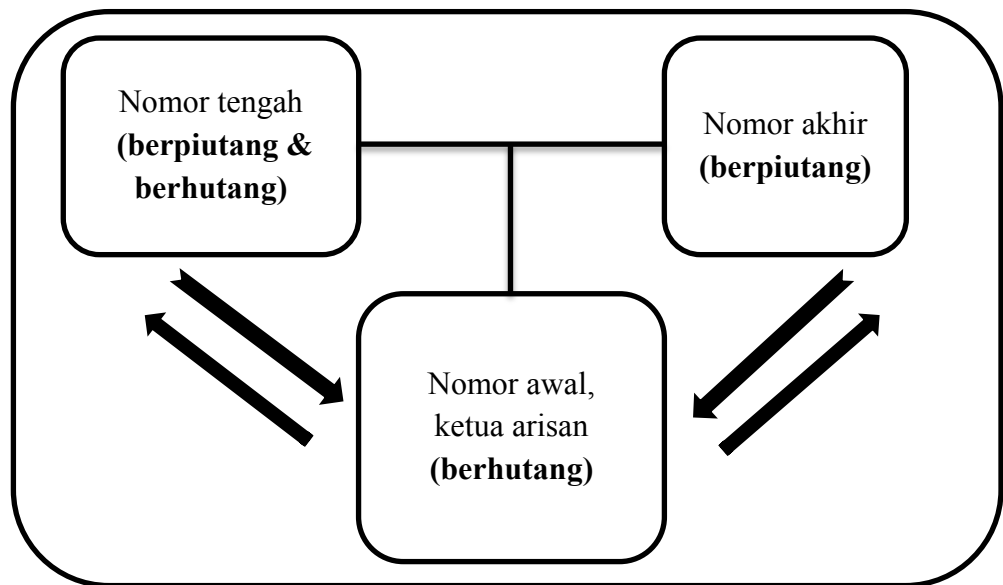 Nomor tengah
(berpiutang &
berhutang)
Nomor akhir
(berpiutang)
Nomor awal,
ketua arisan
(berhutang)